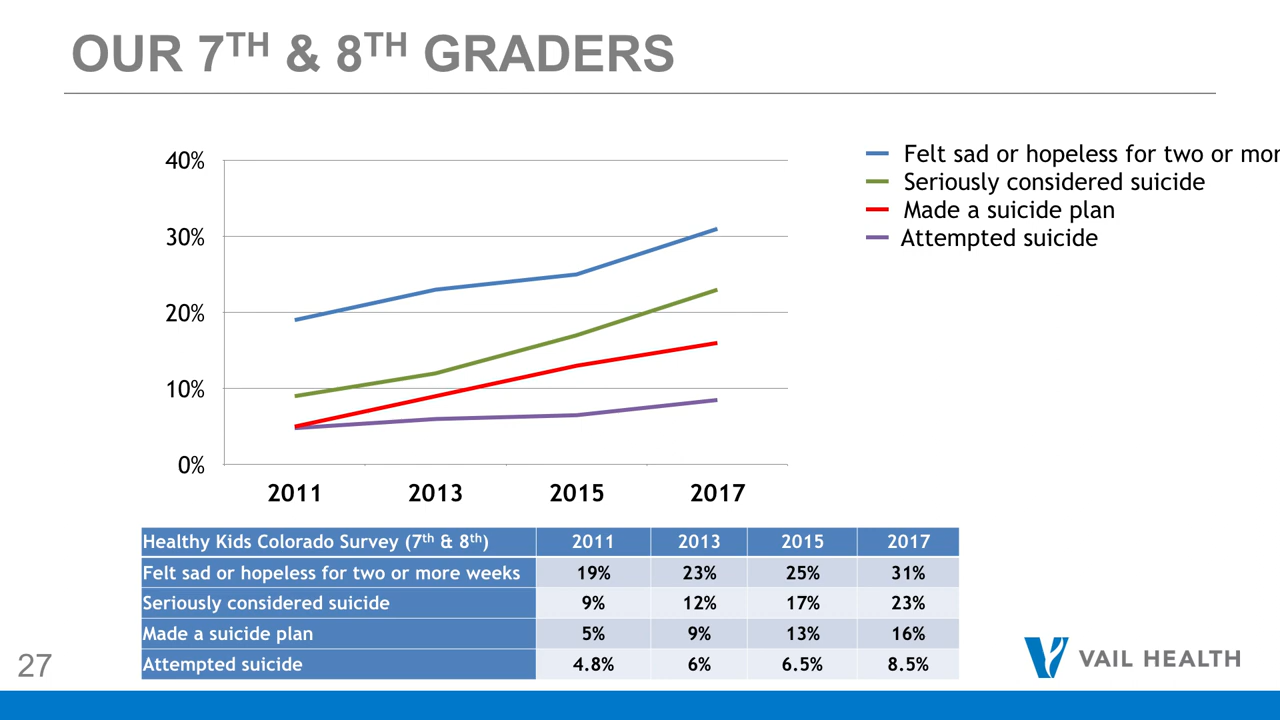 OUR 7TH & 8TH GRADERS
40%
30%
20%
10%
0%
2011 2013 2015 2017
Felt sad or hopeless for two or mor
Seriously considered suicide
Made a suicide plan
Attempted suicide
Healthy Kids Colorado Survey (7th & 8th) 2011 2013 2015 2017
Felt sad or hopeless for two or more weeks 19% 23% 25% 31%
Seriously considered suicide 9% 12% 17% 23%
Made a suicide plan 5% 9% 13% 16%
Attempted suicide 4.8% 6% 6.5% 8.5%
27
VAIL HEALTH